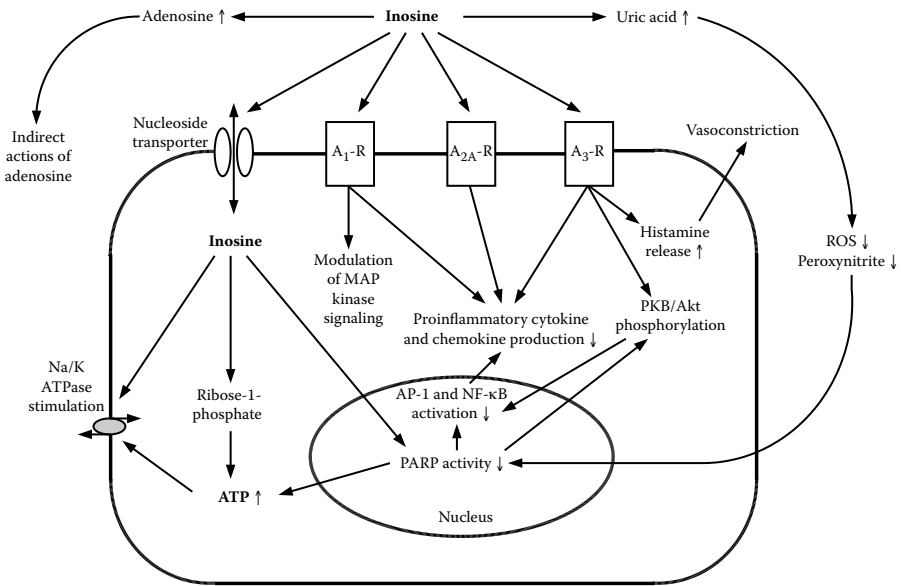 Adenosine ↑
Inosine
Uric acid ↑
Nucleoside
transporter
A₁-R
A₂A-R
A₃-R
Vasoconstriction
Indirect
actions of
adenosine
Inosine
Modulation
of MAP
kinase
signaling
Histamine
release ↑
ROS ↓
Peroxynitrite ↓
Proinflammatory cytokine
and chemokine production ↓
PKB/Akt
phosphorylation
Na/K
ATPase
stimulation
Ribose-1-
phosphate
AP-1 and NF-κB
activation ↓
PARP activity ↓
ATP ↑
Nucleus